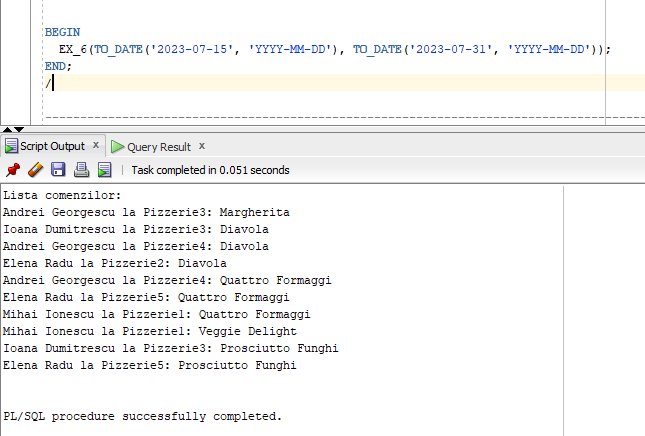 BEGIN
EX_6(TO_DATE('2023-07-15', 'YYYY-MM-DD'), TO_DATE('2023-07-31', 'YYYY-MM-DD'));
END;
/
--------------------------------------------------------------------------------
Script Output x Query Result x
Task completed in 0.051 seconds
Lista comenzilor:
Andrei Georgescu la Pizzerie3: Margherita
Ioana Dumitrescu la Pizzerie3: Diavola
Andrei Georgescu la Pizzerie4: Diavola
Elena Radu la Pizzerie2: Diavola
Andrei Georgescu la Pizzerie4: Quattro Formaggi
Elena Radu la Pizzerie5: Quattro Formaggi
Mihai Ionescu la Pizzerie1: Quattro Formaggi
Mihai Ionescu la Pizzerie1: Veggie Delight
Ioana Dumitrescu la Pizzerie3: Prosciutto Funghi
Elena Radu la Pizzerie5: Prosciutto Funghi
PL/SQL procedure successfully completed.